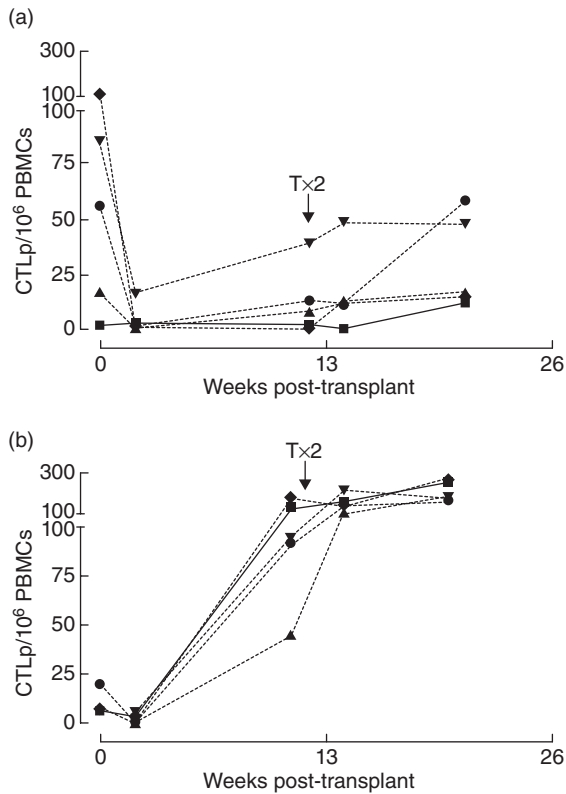 (a)
300
100
100
75
50
25
0
CTLp/10⁶ PBMCs
T×2
0 13 26
Weeks post-transplant
(b)
300
100
100
75
50
25
0
CTLp/10⁶ PBMCs
T×2
0 13 26
Weeks post-transplant